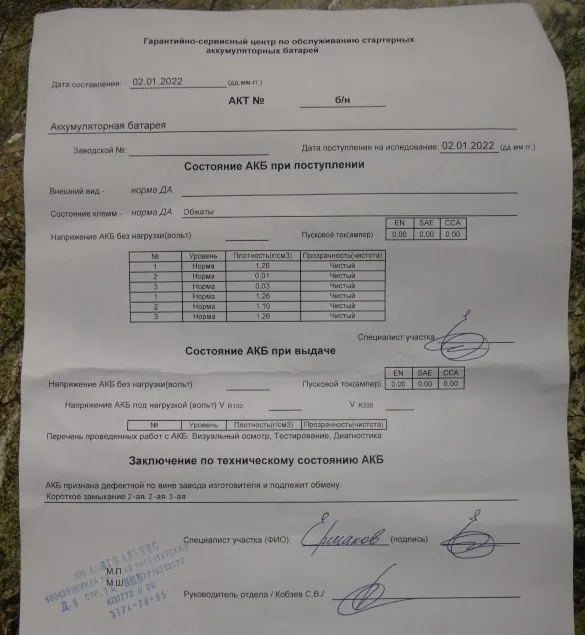 Гарантийно-сервисный центр по обслуживанию стартерных
аккумуляторных батарей
Дата составления: 02.01.2022 (дд.мм.гг.)
АКТ № б/н
Аккумуляторная батарея
Заводской №: Дата поступления на иследование: 02.01.2022 (дд.мм.гг.)
Состояние АКБ при поступлении
Внешний вид - норма ДА
Состояние клемм - норма ДА Обжаты
EN SAE CCA
Напряжение АКБ без нагрузки(вольт) Пусковой ток(ампер) 0.00 0.00 0.00
№ Уровень Плотность(г/см3) Прозрачность(чистота)
1 Норма 1,26 Чистый
2 Норма 0,01 Чистый
3 Норма 0,03 Чистый
1 Норма 1.26 Чистый
2 Норма 1,10 Чистый
3 Норма 1.26 Чистый
Специалист участка
Состояние АКБ при выдаче
EN SAE CCA
Напряжение АКБ без нагрузки(вольт) Пусковой ток(ампер) 0.00 0.00 0.00
Напряжение АКБ под нагрузкой (вольт) V R100 V R200
№ Уровень Плотность(г/см3) Прозрачность(чистота)
Перечень проведенных работ с АКБ: Визуальный осмотр, Тестирование, Диагностика
Заключение по техническому состоянию АКБ
АКБ признана дефектной по вине завода изготовителя и подлежит обмену.
Короткое замыкание 2-ая. 2-ая. 3-ая
Специалист участка (ФИО): Ермаков (подпись)
ООО
М.П
М.Ш
Д.6 СТР.
3174-79-85
Руководитель отдела / Кобзев С.В./